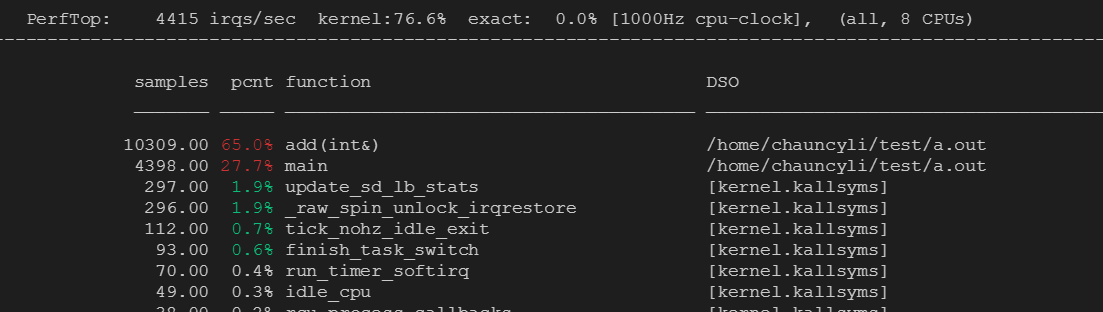 PerfTop:    4415 irqs/sec  kernel:76.6%  exact:  0.0% [1000Hz cpu-clock],  (all, 8 CPUs)
samples  pcnt function  DSO
10309.00 65.0% add(int&)  /home/chauncyli/test/a.out
4398.00 27.7% main  /home/chauncyli/test/a.out
297.00  1.9% update_sd_lb_stats  [kernel.kallsyms]
296.00  1.9% _raw_spin_unlock_irqrestore  [kernel.kallsyms]
112.00  0.7% tick_nohz_idle_exit  [kernel.kallsyms]
93.00  0.6% finish_task_switch  [kernel.kallsyms]
70.00  0.4% run_timer_softirq  [kernel.kallsyms]
49.00  0.3% idle_cpu  [kernel.kallsyms]